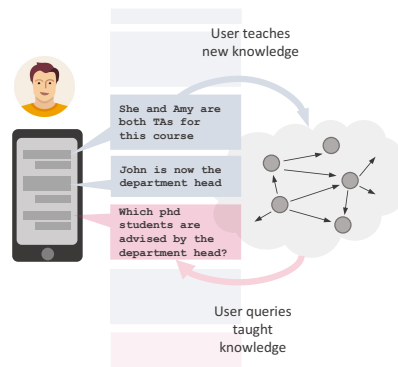 User teaches
new knowledge
She and Amy are
both TAs for
this course
John is now the
department head
Which phd
students are
advised by the
department head?
User queries
taught
knowledge